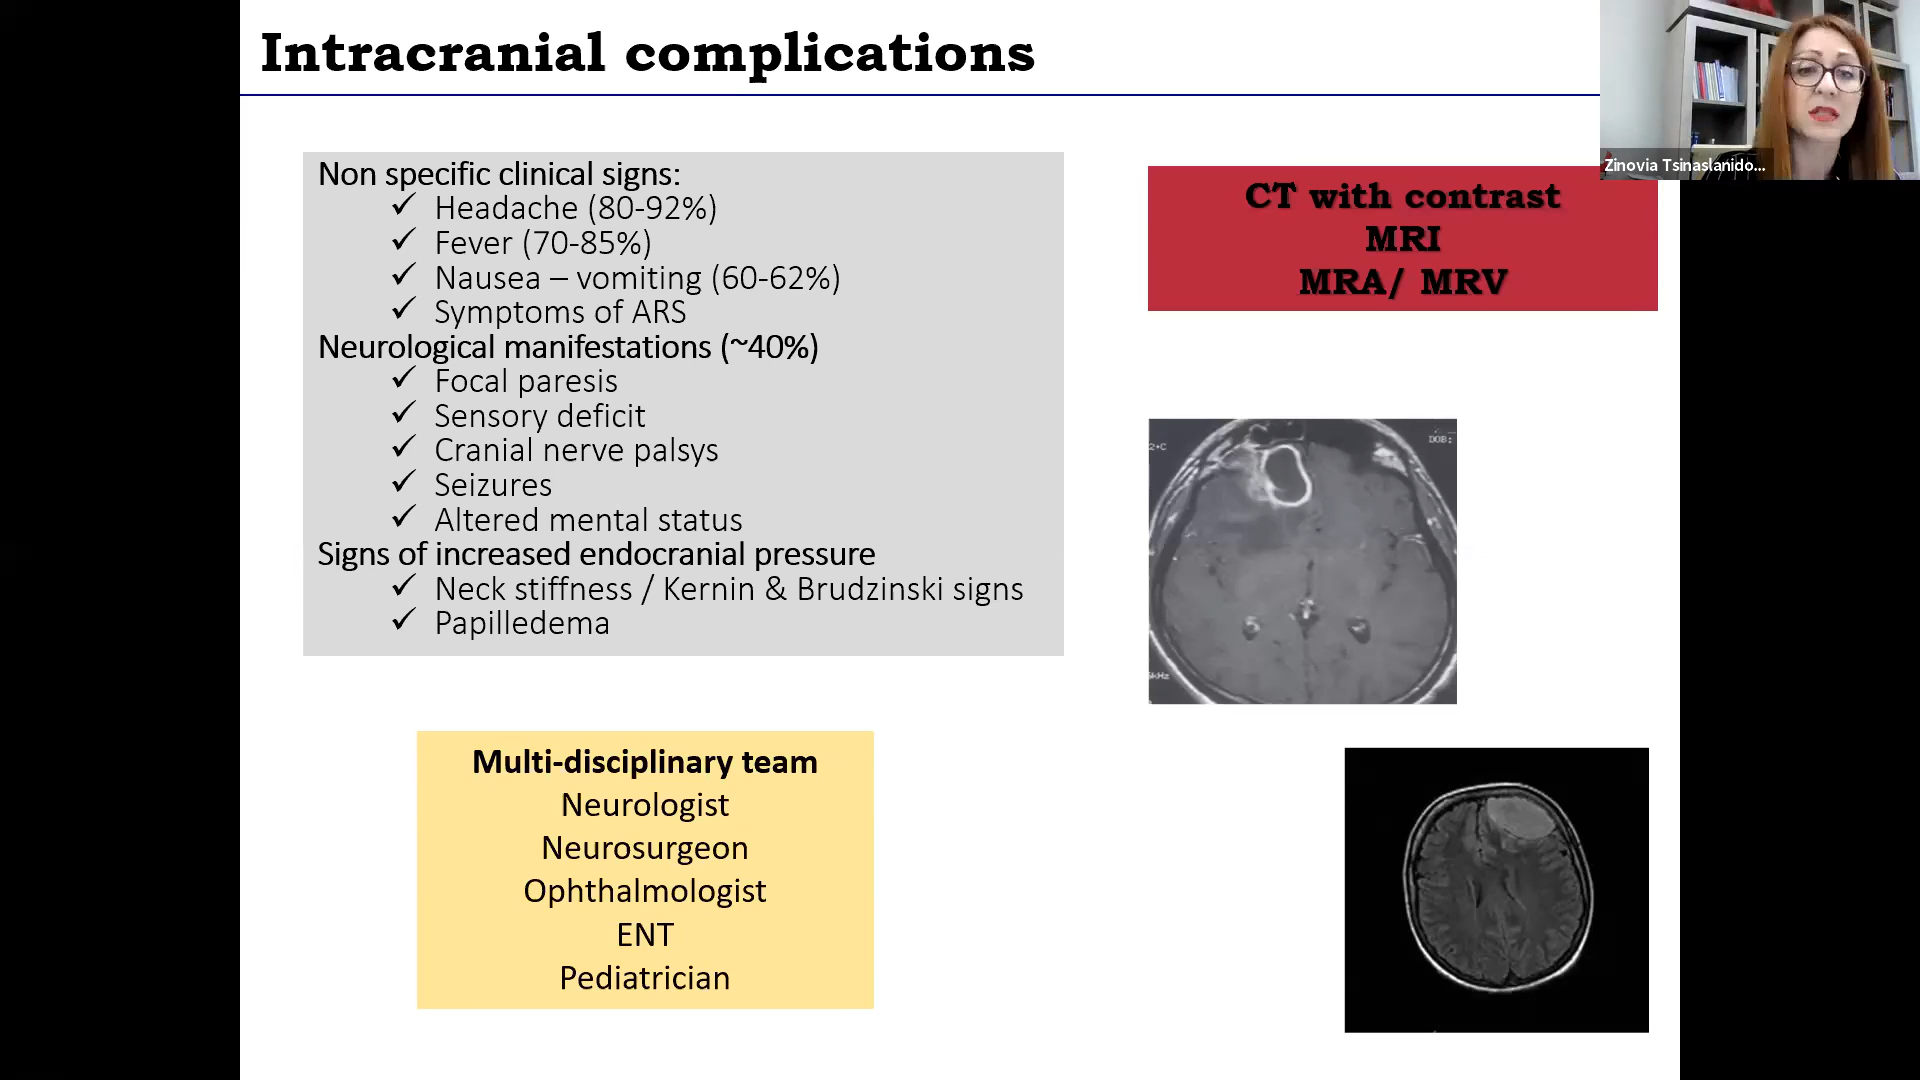 Intracranial complications
Zinovia Tsinaslanido...
Non specific clinical signs:
✓ Headache (80-92%)
✓ Fever (70-85%)
✓ Nausea – vomiting (60-62%)
✓ Symptoms of ARS
Neurological manifestations (~40%)
✓ Focal paresis
✓ Sensory deficit
✓ Cranial nerve palsys
✓ Seizures
✓ Altered mental status
Signs of increased endocranial pressure
✓ Neck stiffness / Kernin & Brudzinski signs
✓ Papilledema
CT with contrast
MRI
MRA/ MRV
2+C
DOB:
kHz
Multi-disciplinary team
Neurologist
Neurosurgeon
Ophthalmologist
ENT
Pediatrician